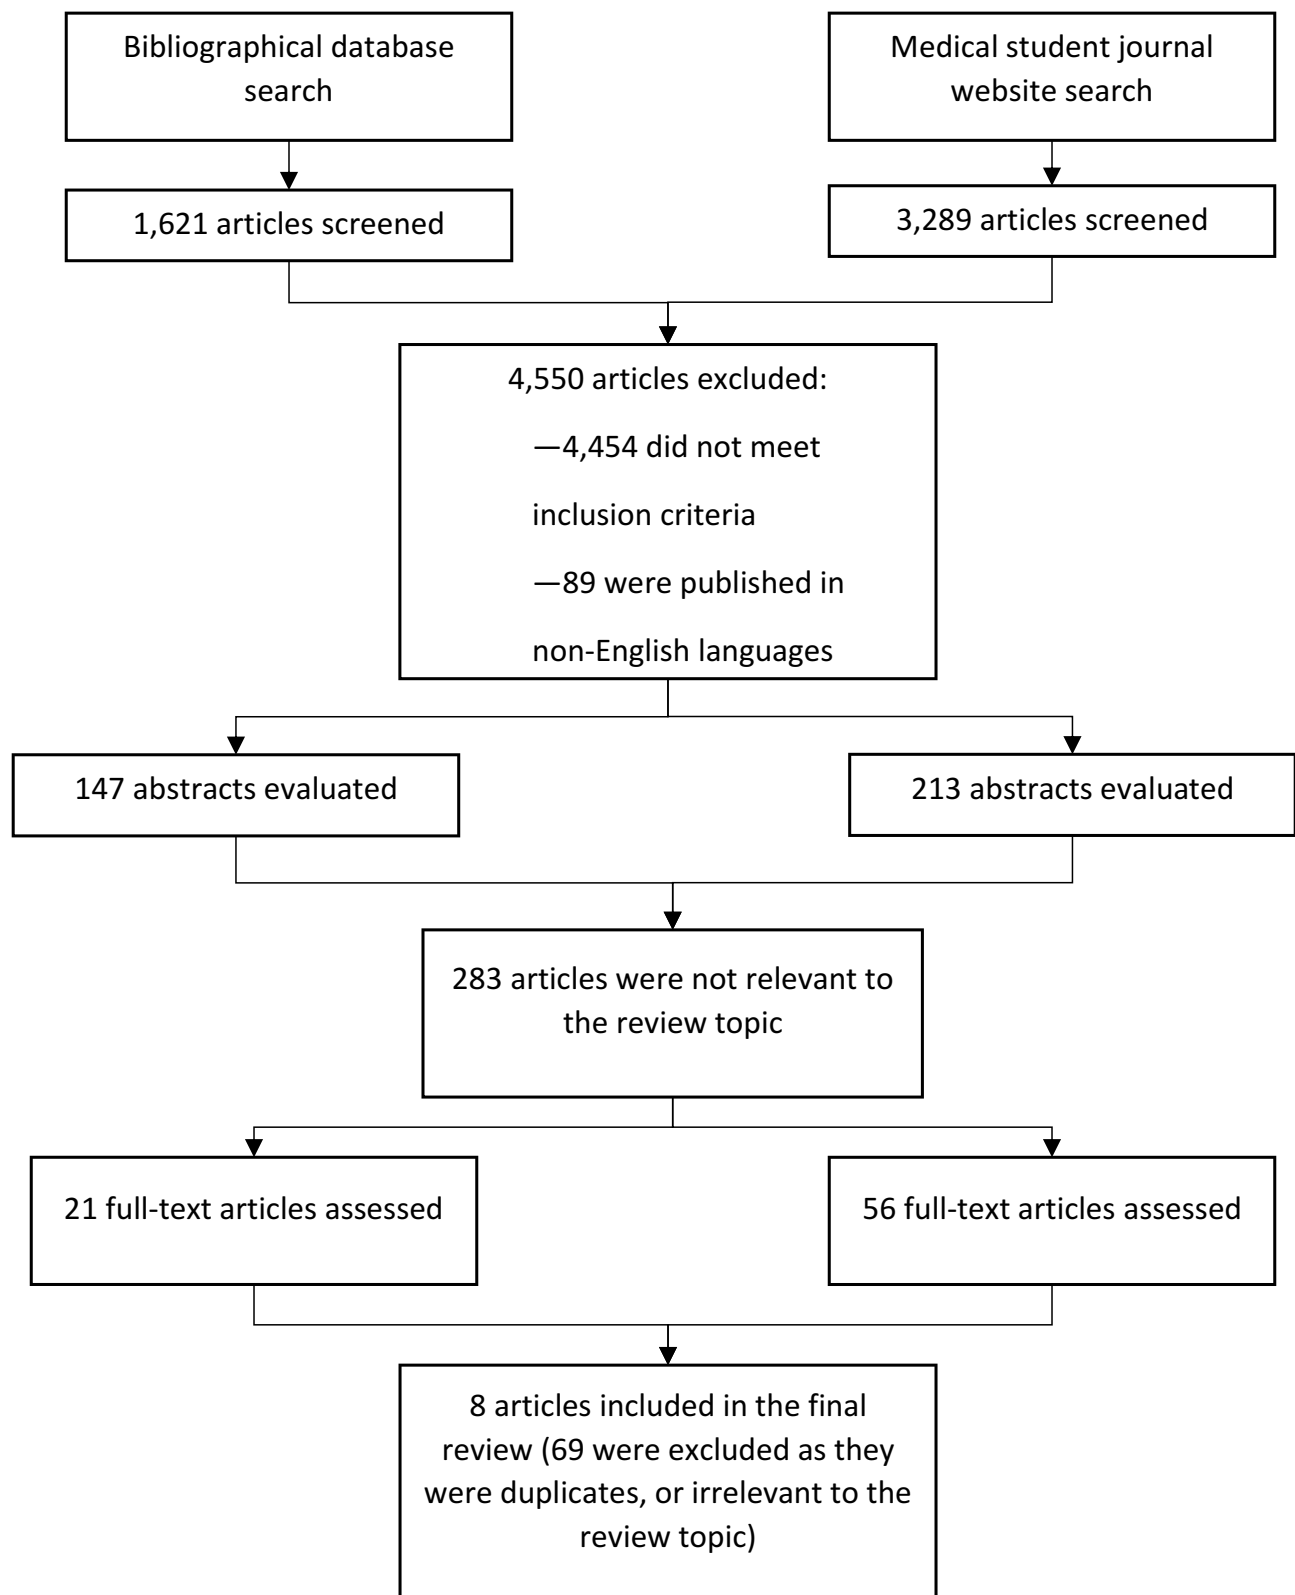 Bibliographical database
search
Medical student journal
website search
1,621 articles screened
3,289 articles screened
4,550 articles excluded:
—4,454 did not meet
inclusion criteria
—89 were published in
non-English languages
147 abstracts evaluated
213 abstracts evaluated
283 articles were not relevant to
the review topic
21 full-text articles assessed
56 full-text articles assessed
8 articles included in the final
review (69 were excluded as they
were duplicates, or irrelevant to the
review topic)